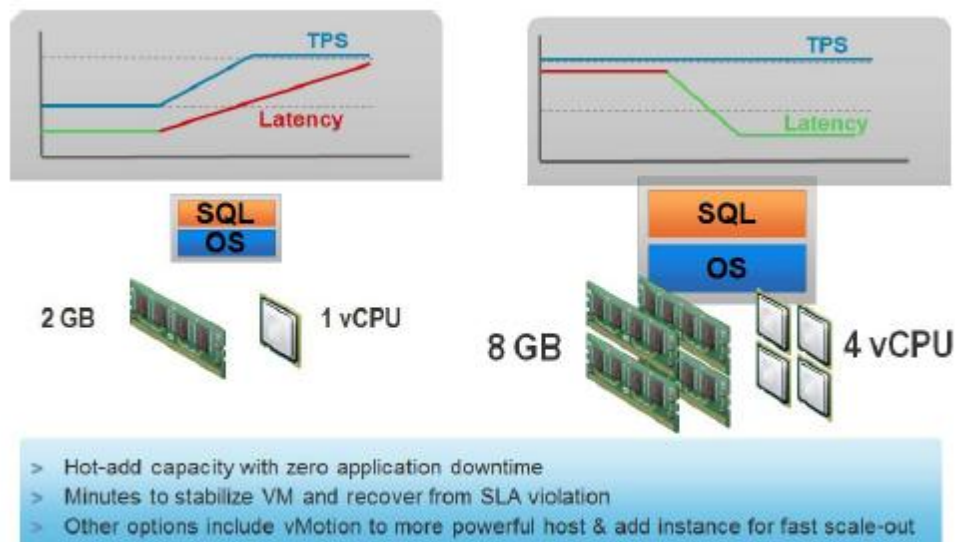 TPS
Latency
TPS
Latency
SQL
OS
SQL
OS
2 GB
1 vCPU
8 GB
4 vCPU
> Hot-add capacity with zero application downtime
> Minutes to stabilize VM and recover from SLA violation
> Other options include vMotion to more powerful host & add instance for fast scale-out